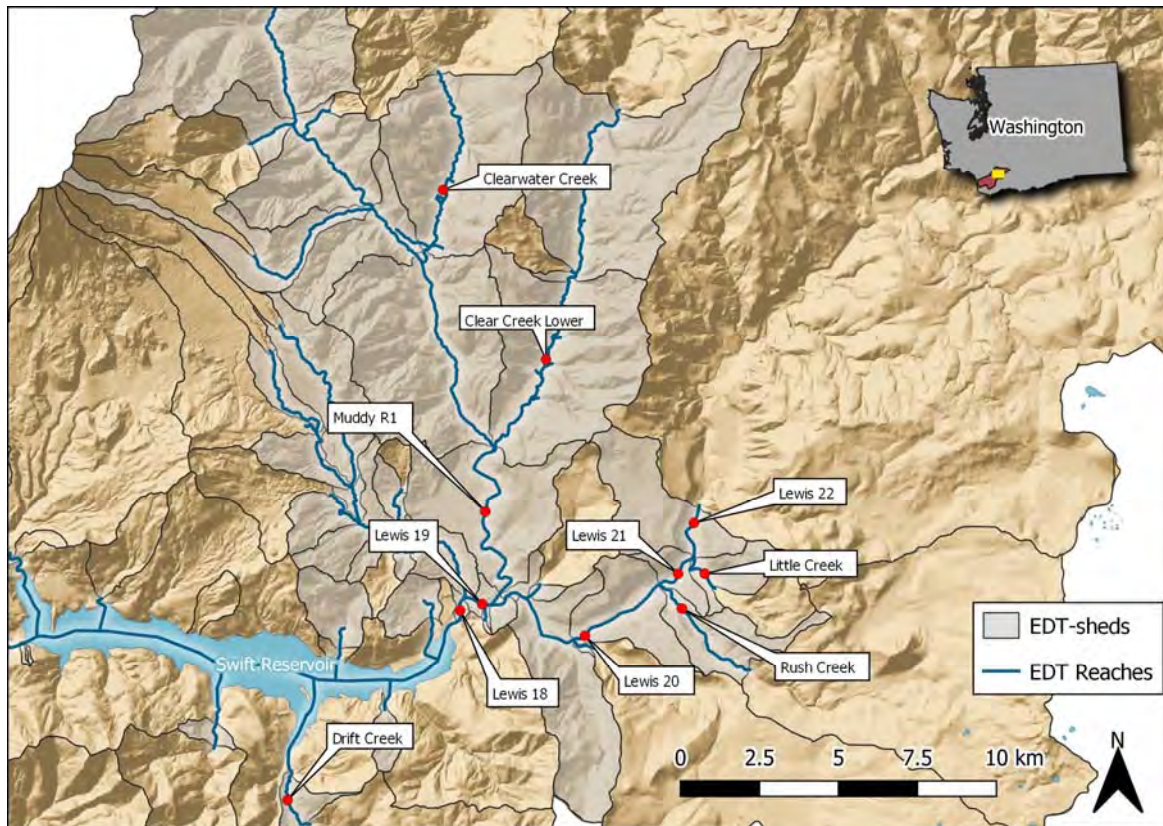 Washington
Clearwater Creek
Clear Creek Lower
Muddy R1
Lewis 22
Lewis 19
Lewis 21
Little Creek
EDT-sheds
Swift Reservoir
Lewis 18
Lewis 20
Rush Creek
EDT Reaches
Drift Creek
0 2.5 5 7.5 10 km
N